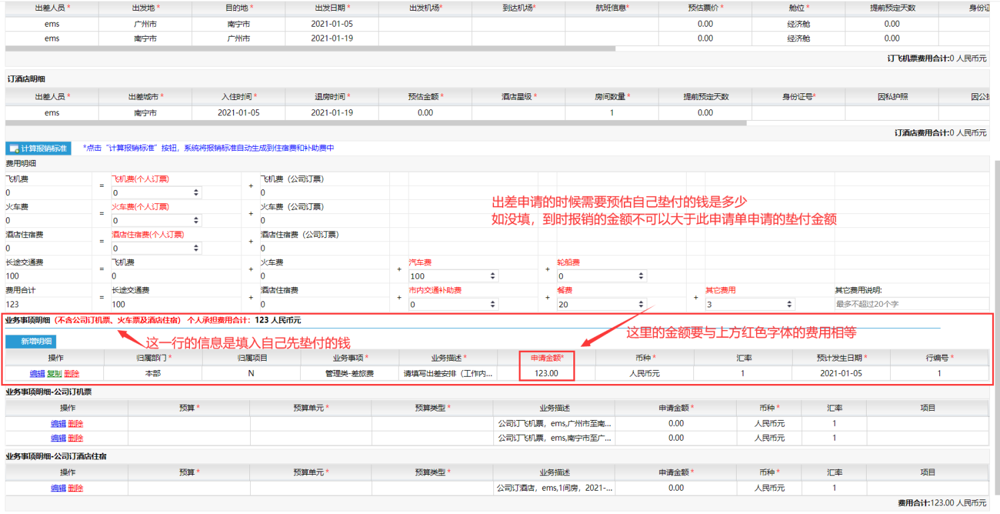 出差人员* 出发地* 目的地* 出发日期* 出发机场* 到达机场* 航班信息* 预估票价* 舱位* 提前预定天数 身份证
ems 广州市 南宁市 2021-01-05 0.00 经济舱 0.00
ems 南宁市 广州市 2021-01-19 0.00 经济舱 0.00
订飞机票费用合计:0 人民币元
订酒店明细
出差人员* 出差城市* 入住时间* 退房时间* 预估金额* 酒店星级* 房间数量* 提前预定天数 身份证号* 因私护照 因公护
ems 南宁市 2021-01-05 2021-01-19 0.00 1 0.00
订酒店费用合计:0 人民币元
计算报销标准 *点击“计算报销标准”按钮，系统将报销标准自动生成到住宿费和补助费中
费用明细
飞机费 飞机费(个人订票) 飞机费（公司订票）
0 = 0 + 0
火车费 火车费(个人订票) 火车费（公司订票）
0 = 0 + 0
出差申请的时候需要预估自己垫付的钱是多少
如没填，到时报销的金额不可以大于此申请单申请的垫付金额
酒店住宿费 酒店住宿费(个人订票) 酒店住宿费（公司订票）
0 = 0 + 0
长途交通费 飞机费 火车费 汽车费 轮船费
100 = 0 + 0 + 100 + 0
费用合计 长途交通费 酒店住宿费 市内交通补助费 餐费 其它费用 其它费用说明:
123 = 100 + 0 + 0 + 20 + 3 最多不超过20个字
业务事项明细（不含公司订机票、火车票及酒店住宿） 个人承担费用合计：123 人民币元
这里的金额要与上方红色字体的费用相等
新增明细 这一行的信息是填入自己先垫付的钱
操作 归属部门* 归属项目 业务事项* 业务描述* 申请金额* 币种* 汇率 预计发生日期* 行编号*
编辑 复制 删除 本部 N 管理类-差旅费 请填写出差安排（工作内... 123.00 人民币元 1 2021-01-05 1
业务事项明细-公司订机票
操作 预算* 预算单元* 预算类型* 业务描述 申请金额* 币种* 汇率 项目
编辑 删除 公司订飞机票，ems,广州市至南... 0.00 人民币元 1
编辑 删除 公司订飞机票，ems,南宁市至广... 0.00 人民币元 1
业务事项明细-公司订酒店住宿
操作 预算* 预算单元* 预算类型* 业务描述 申请金额* 币种* 汇率 项目
编辑 删除 公司订酒店，ems,1间房，2021-... 0.00 人民币元 1
费用合计:123.00 人民币元